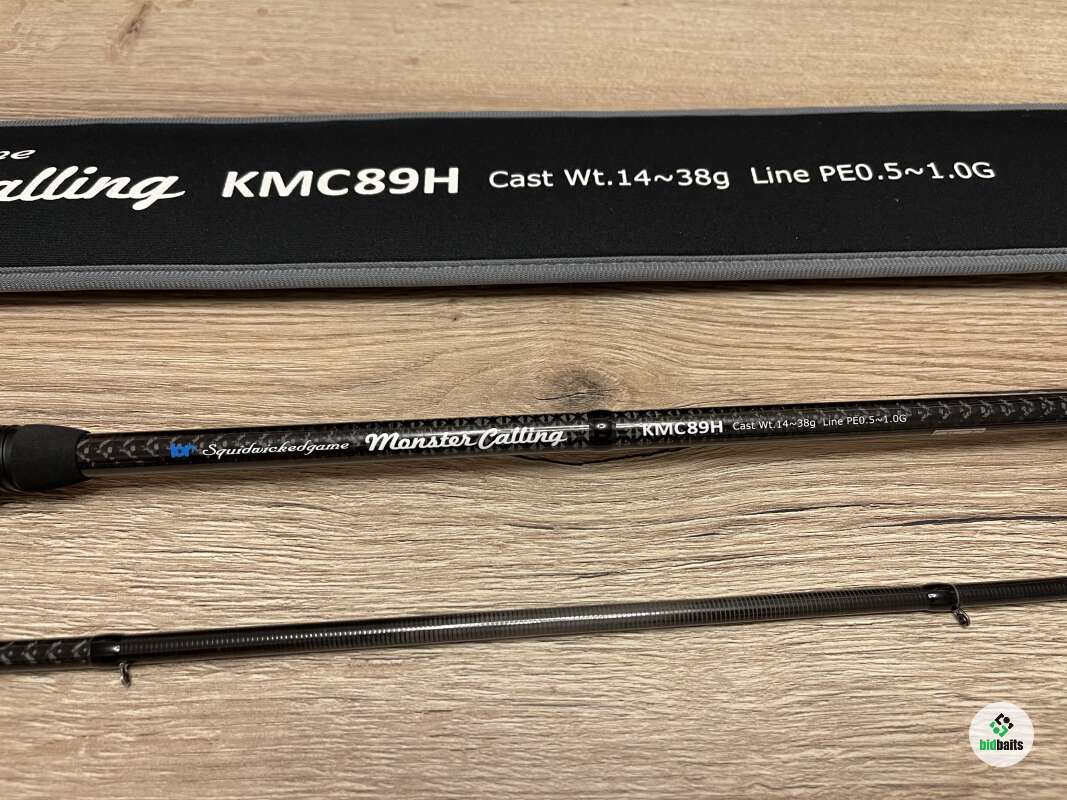 alling KMC89H Cast Wt.14~38g Line PE0.5~1.0G
for Squidwickedgame Monster Calling KMC89H Cast Wt.14~38g Line PE0.5~1.0G
bidbaits